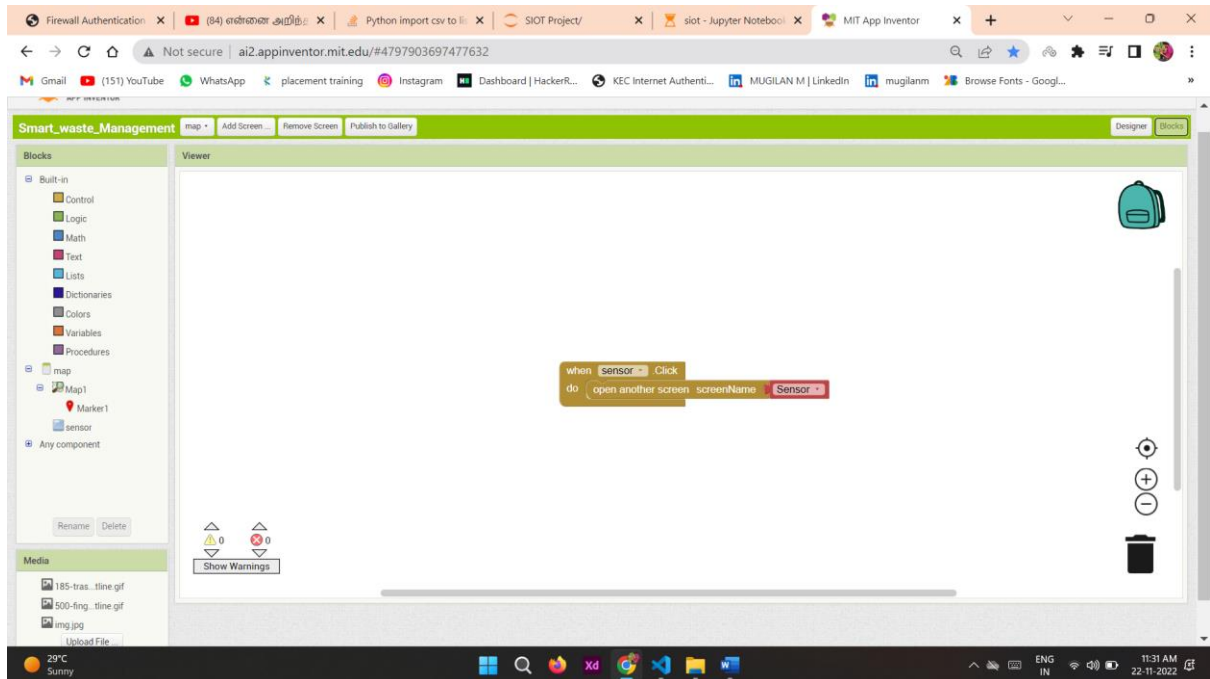 Firewall Authentication
(84) என்னை அறிந்த
Python import csv to lis
SIOT Project/
siot - Jupyter Noteboo
MIT App Inventor
Not secure
ai2.appinventor.mit.edu/#4797903697477632
Gmail
(151) YouTube
WhatsApp
placement training
Instagram
Dashboard | HackerR...
KEC Internet Authenti...
MUGILAN M | LinkedIn
mugilanm
Browse Fonts - Googl...
»
APP INVENTOR
Smart_waste_Management
map
Add Screen ...
Remove Screen
Publish to Gallery
Designer
Blocks
Blocks
Viewer
Built-in
Control
Logic
Math
Text
Lists
Dictionaries
Colors
Variables
Procedures
map
Map1
Marker1
sensor
Any component
Rename
Delete
when sensor .Click
do open another screen screenName Sensor
0
0
Show Warnings
Media
185-tras...tline.gif
500-fing...tline.gif
img.jpg
Upload File ...
29°C
Sunny
Xd
ENG
IN
11:31 AM
22-11-2022